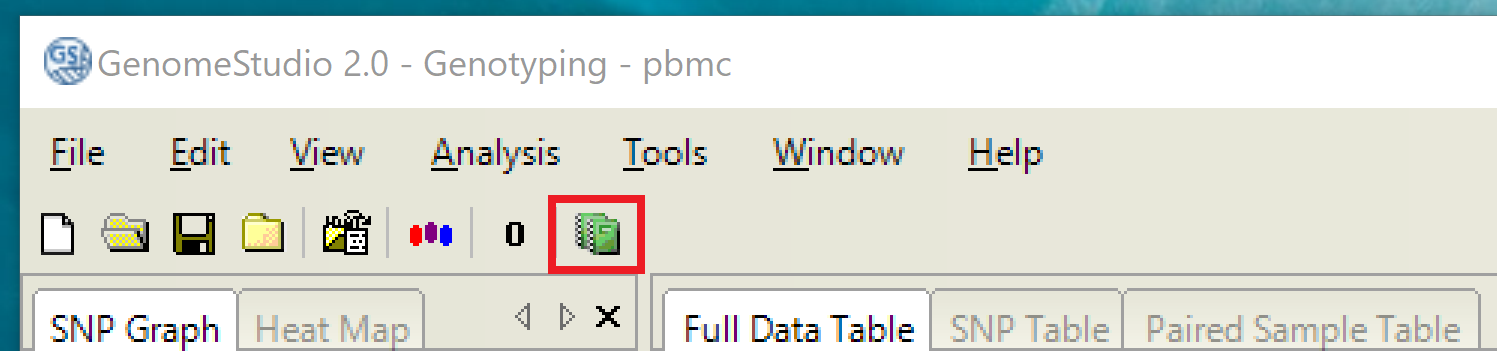 GS
GenomeStudio 2.0 - Genotyping - pbmc
File Edit View Analysis Tools Window Help
0
SNP Graph Heat Map Full Data Table SNP Table Paired Sample Table